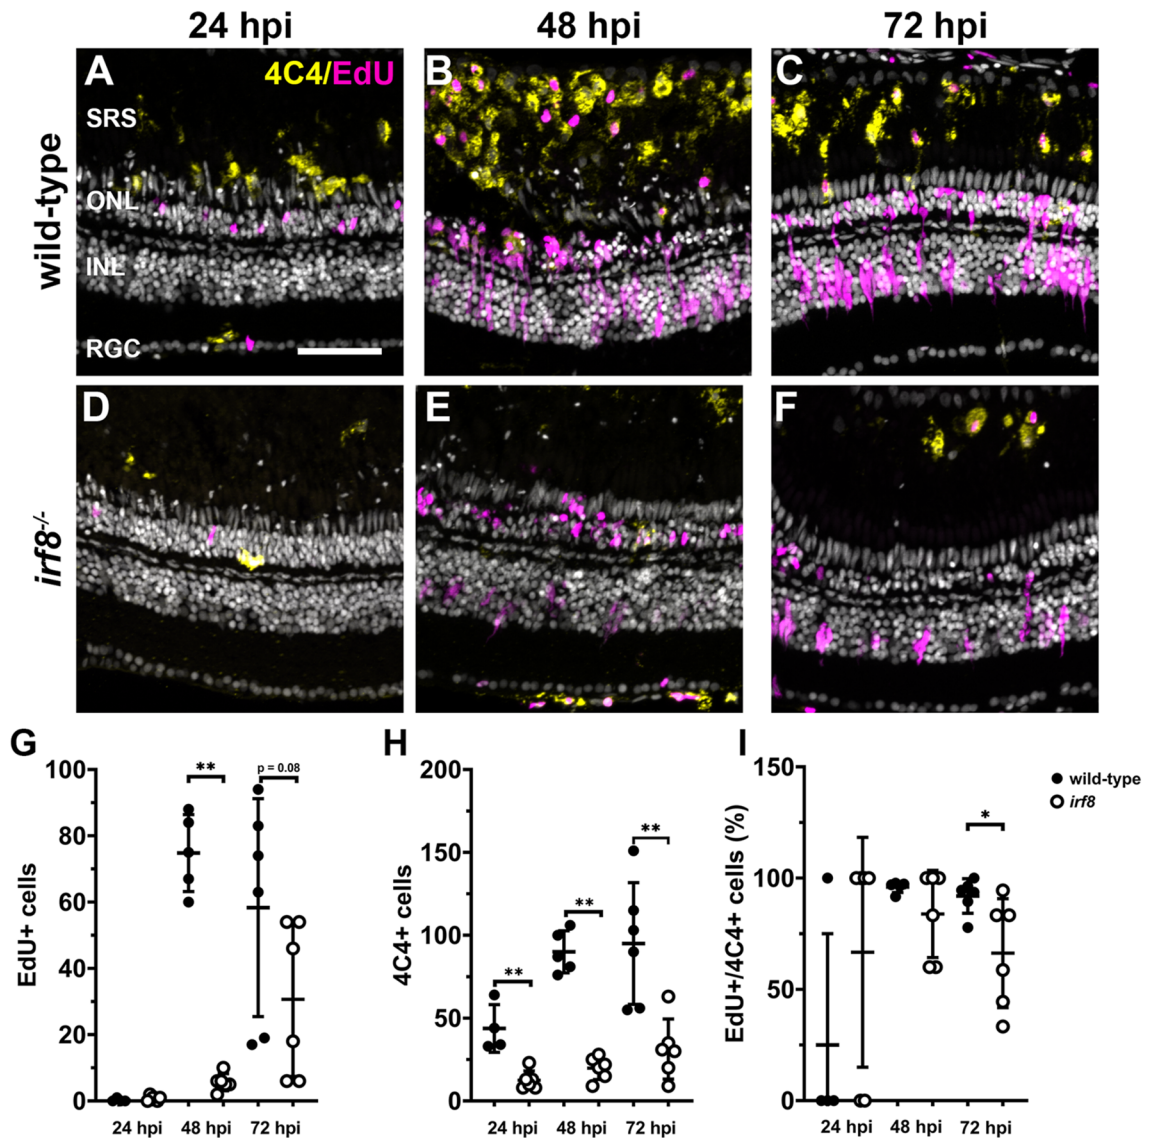 24 hpi 48 hpi 72 hpi
wild-type
A
4C4/EdU
SRS
ONL
INL
RGC
B
C
irf8-/-
D
E
F
G
EdU+ cells
100
80
60
40
20
0
**
p = 0.08
24 hpi 48 hpi 72 hpi
H
4C4+ cells
200
150
100
50
0
**
**
**
24 hpi 48 hpi 72 hpi
I
EdU+/4C4+ cells (%)
150
100
50
0
*
24 hpi 48 hpi 72 hpi
wild-type
irf8